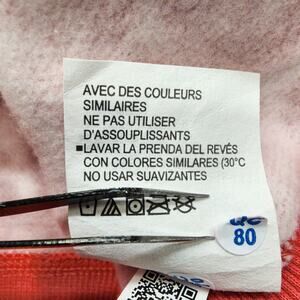 AVEC DES COULEURS
SIMILAIRES
NE PAS UTILISER
D'ASSOUPLISSANTS
■LAVAR LA PRENDA DEL REVÉS
CON COLORES SIMILARES (30°C
NO USAR SUAVIZANTES
QC
80